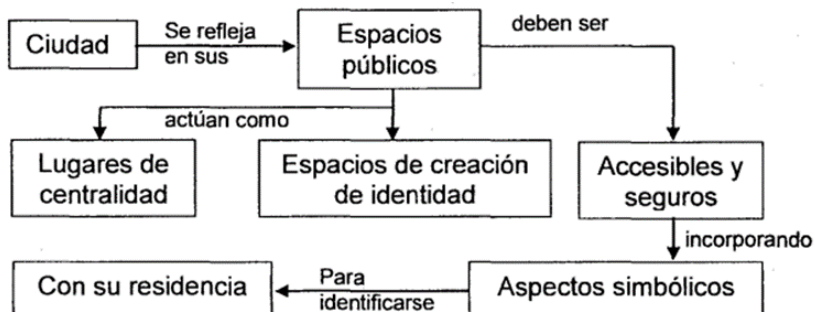 Ciudad
Se refleja
en sus
Espacios
públicos
deben ser
actúan como
Lugares de
centralidad
Espacios de creación
de identidad
Accesibles y
seguros
incorporando
Con su residencia
Para
identificarse
Aspectos simbólicos